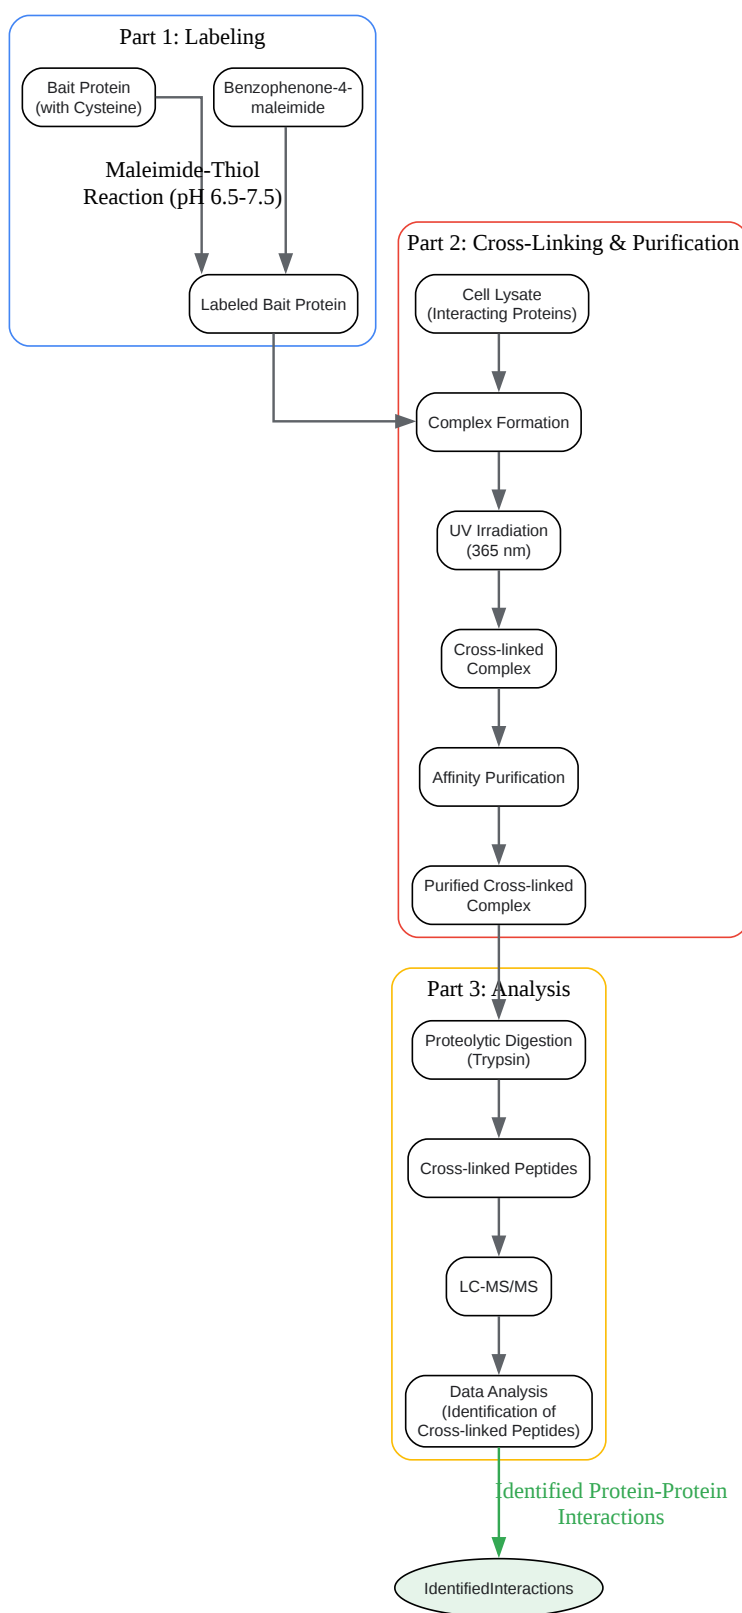 Part 1: Labeling
Bait Protein
(with Cysteine)
Benzophenone-4-
maleimide
Maleimide-Thiol
Reaction (pH 6.5-7.5)
Labeled Bait Protein
Part 2: Cross-Linking & Purification
Cell Lysate
(Interacting Proteins)
Complex Formation
UV Irradiation
(365 nm)
Cross-linked
Complex
Affinity Purification
Purified Cross-linked
Complex
Part 3: Analysis
Proteolytic Digestion
(Trypsin)
Cross-linked Peptides
LC-MS/MS
Data Analysis
(Identification of
Cross-linked Peptides)
Identified Protein-Protein
Interactions
IdentifiedInteractions